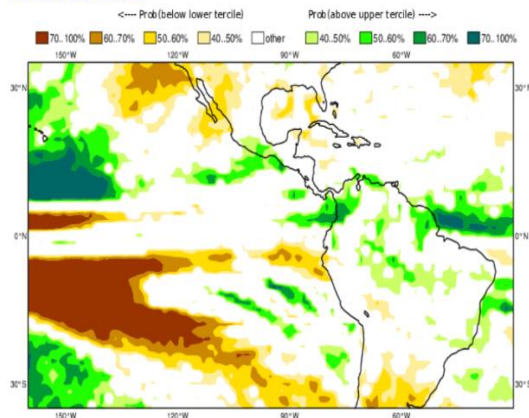 <---- Prob(below lower tercile) Prob(above upper tercile) ---->
70..100% 60..70% 50..60% 40..50% other 40..50% 50..60% 60..70% 70..100%
150°W 120°W 90°W 60°W
30°N 30°N
0°N 0°N
30°S 30°S
150°W 120°W 90°W 60°W